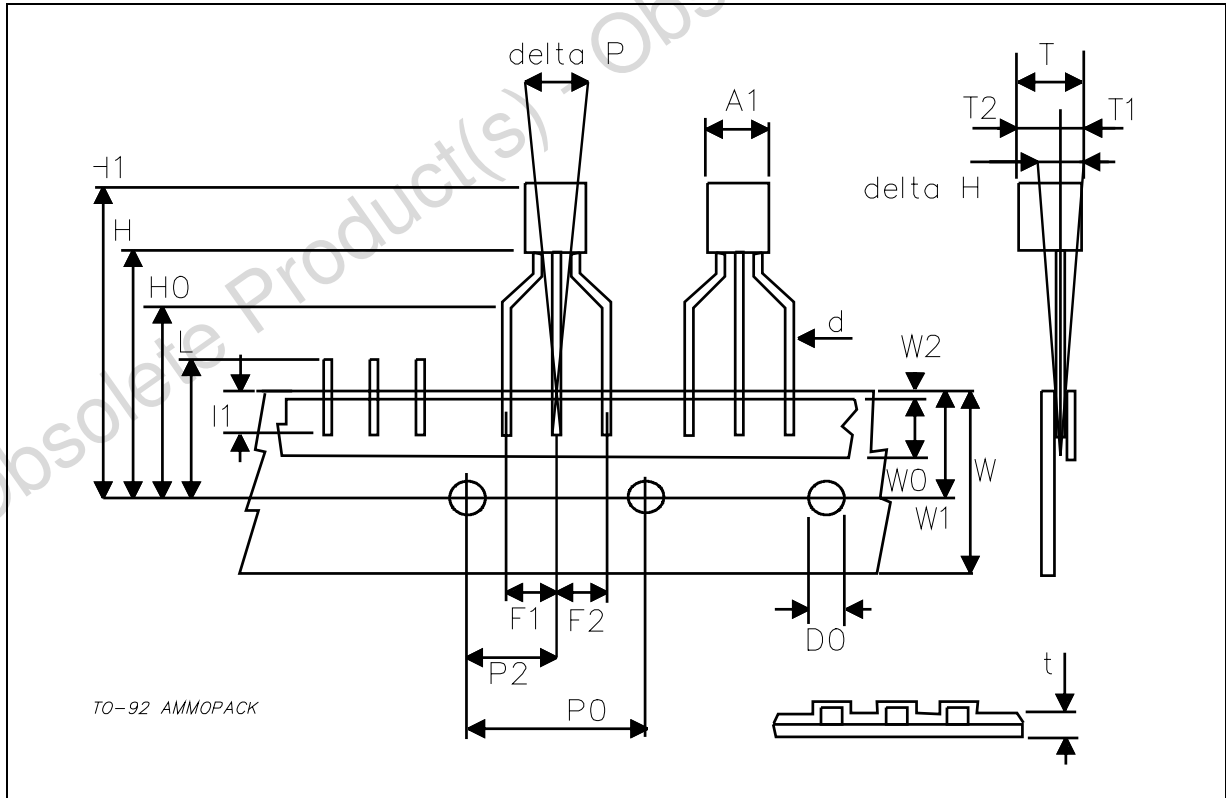 Obsolete Product(s) - Obs
delta P
T
A1
T2
T1
H1
delta H
H
H0
d
L
W2
l1
W0
W
W1
F1
F2
D0
P2
t
P0
TO-92 AMMOPACK